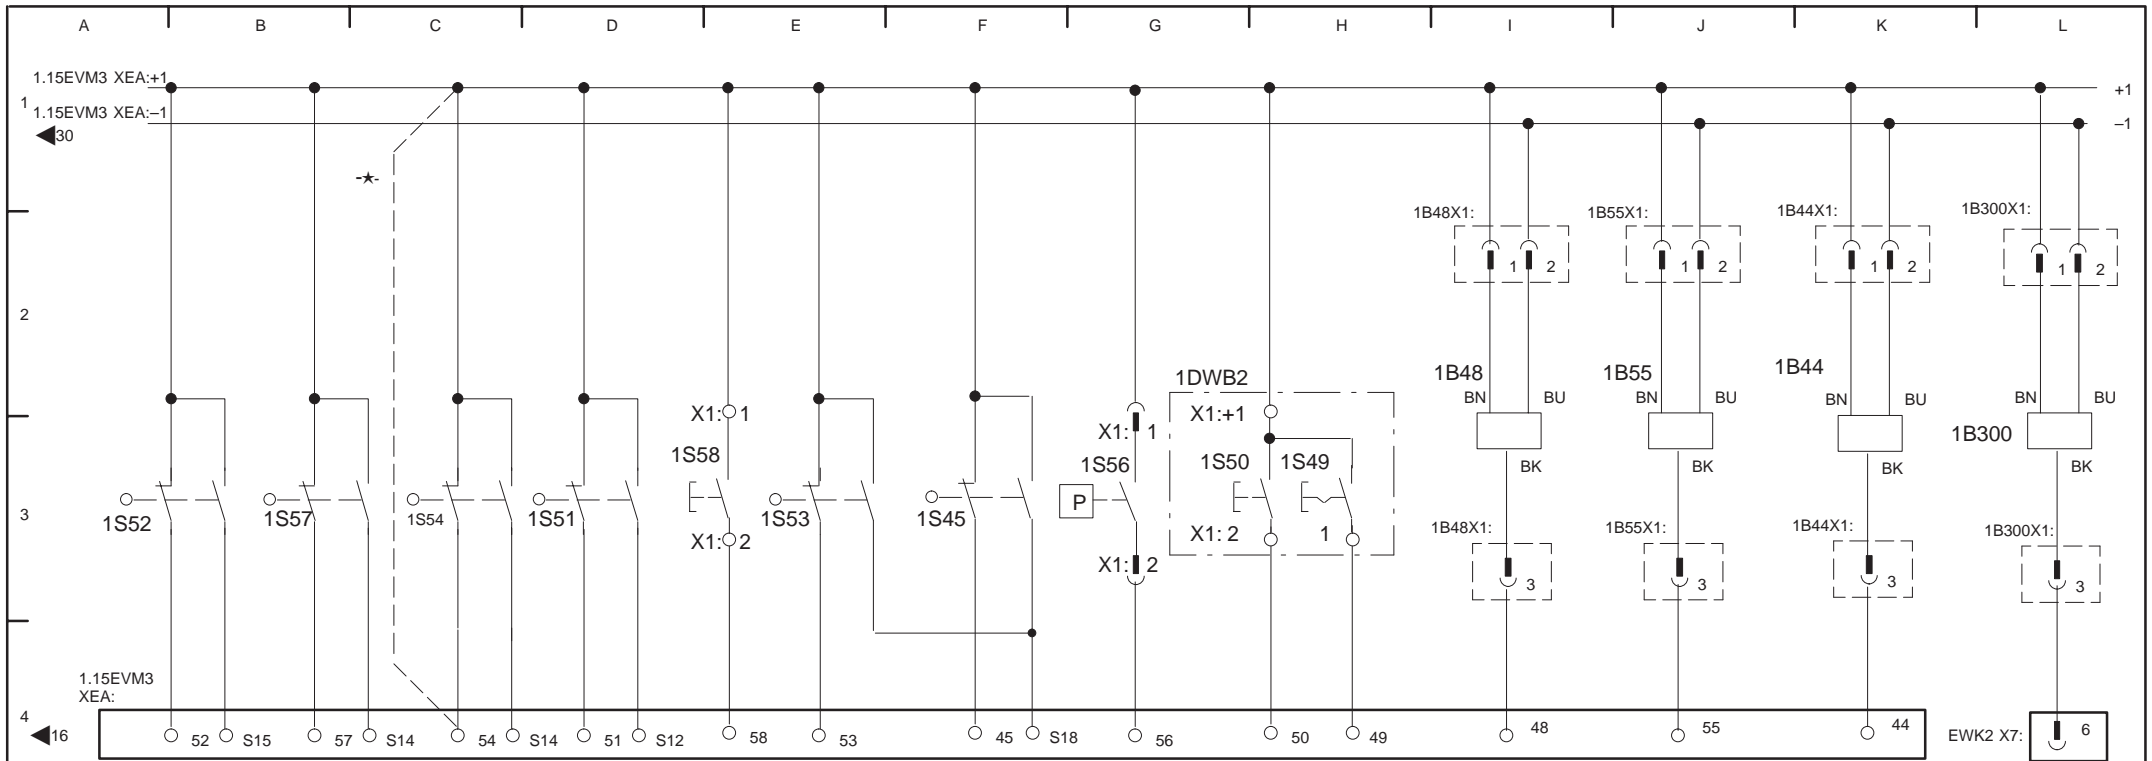 A B C D E F G H I J K L
1.15EVM3 XEA:+1 +1
1
1.15EVM3 XEA:–1 –1
30
-★-
1B48X1: 1B55X1: 1B44X1: 1B300X1:
1 2 1 2 1 2 1 2
2
1DWB2 1B48 1B55 1B44
BN BU BN BU BN BU BN BU
X1: 1 X1:+1
X1: 1 1B300
1S58 1S56 1S50 1S49 BK BK BK BK
P
3
1S52 1S57 1S54 1S51 1S53 1S45
X1: 2 X1: 2 1 1B48X1: 1B55X1: 1B44X1: 1B300X1:
X1: 2 3 3 3 3
1.15EVM3
XEA:
4
16 52 S15 57 S14 54 S14 51 S12 58 53 45 S18 56 50 49 48 55 44 EWK2 X7: 6